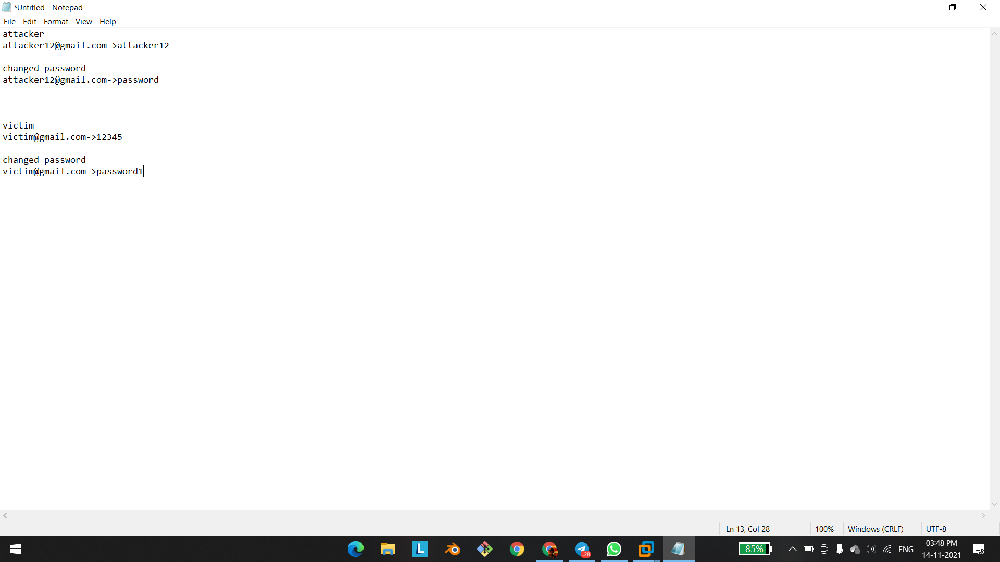 *Untitled - Notepad
File Edit Format View Help
attacker
attacker12@gmail.com->attacker12
changed password
attacker12@gmail.com->password
victim
victim@gmail.com->12345
changed password
victim@gmail.com->password1
Ln 13, Col 28 100% Windows (CRLF) UTF-8
L
..28
85%
ENG
03:48 PM
14-11-2021